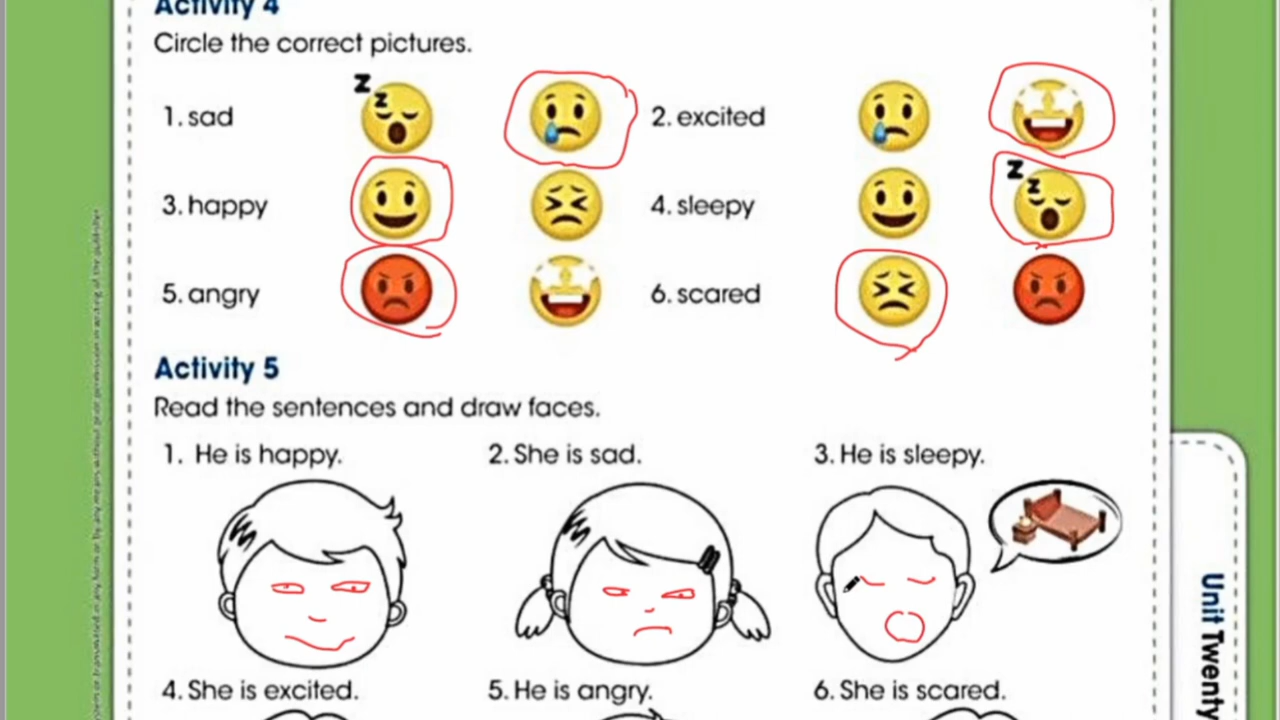 Activity 4
Circle the correct pictures.
1. sad
2. excited
3. happy
4. sleepy
5. angry
6. scared
Activity 5
Read the sentences and draw faces.
1. He is happy.
2. She is sad.
3. He is sleepy.
4. She is excited.
5. He is angry.
6. She is scared.
Unit Twenty